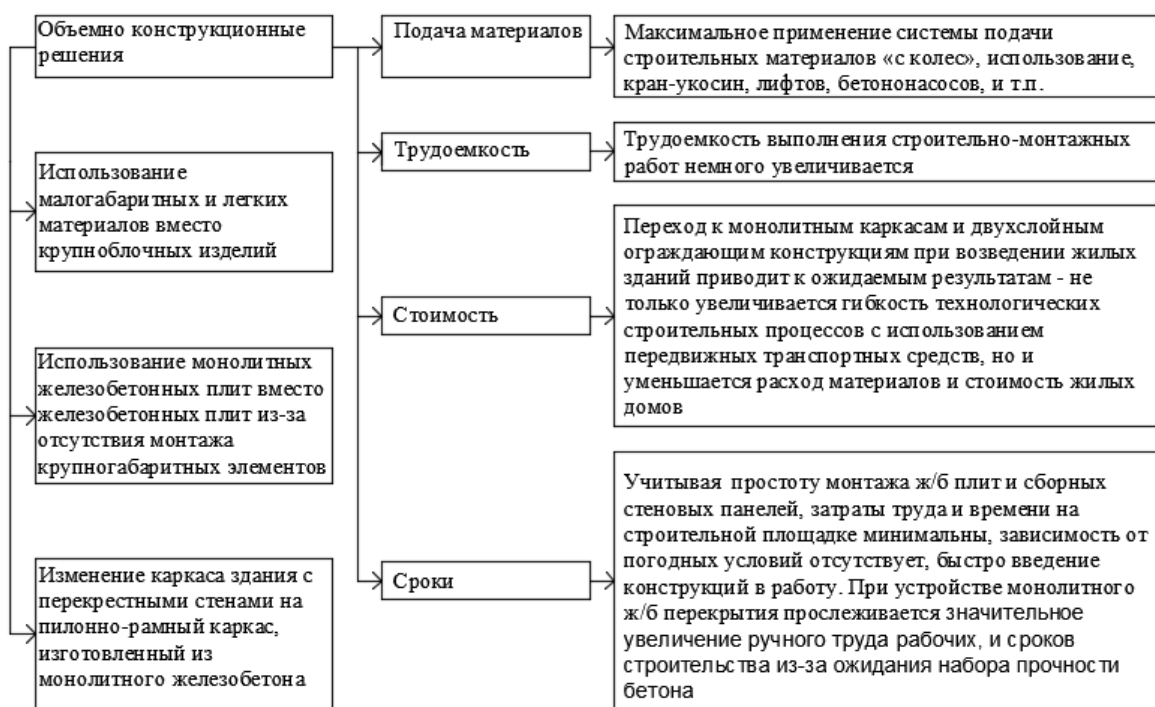 Объемно конструкционные
решения
Использование
малогабаритных и легких
материалов вместо
крупноблочных изделий
Использование монолитных
железобетонных плит вместо
железобетонных плит из-за
отсутствия монтажа
крупногабаритных элементов
Изменение каркаса здания с
перекрестными стенами на
пилонно-рамный каркас,
изготовленный из
монолитного железобетона
Подача материалов
Максимальное применение системы подачи
строительных материалов «с колес», использование,
кран-укосин, лифтов, бетононасосов, и т.п.
Трудоемкость
Трудоемкость выполнения строительно-монтажных
работ немного увеличивается
Стоимость
Переход к монолитным каркасам и двухслойным
ограждающим конструкциям при возведении жилых
зданий приводит к ожидаемым результатам - не
только увеличивается гибкость технологических
строительных процессов с использованием
передвижных транспортных средств, но и
уменьшается расход материалов и стоимость жилых
домов
Сроки
Учитывая простоту монтажа ж/б плит и сборных
стеновых панелей, затраты труда и времени на
строительной площадке минимальны, зависимость от
погодных условий отсутствует, быстро введение
конструкций в работу. При устройстве монолитного
ж/б перекрытия прослеживается значительное
увеличение ручного труда рабочих, и сроков
строительства из-за ожидания набора прочности
бетона